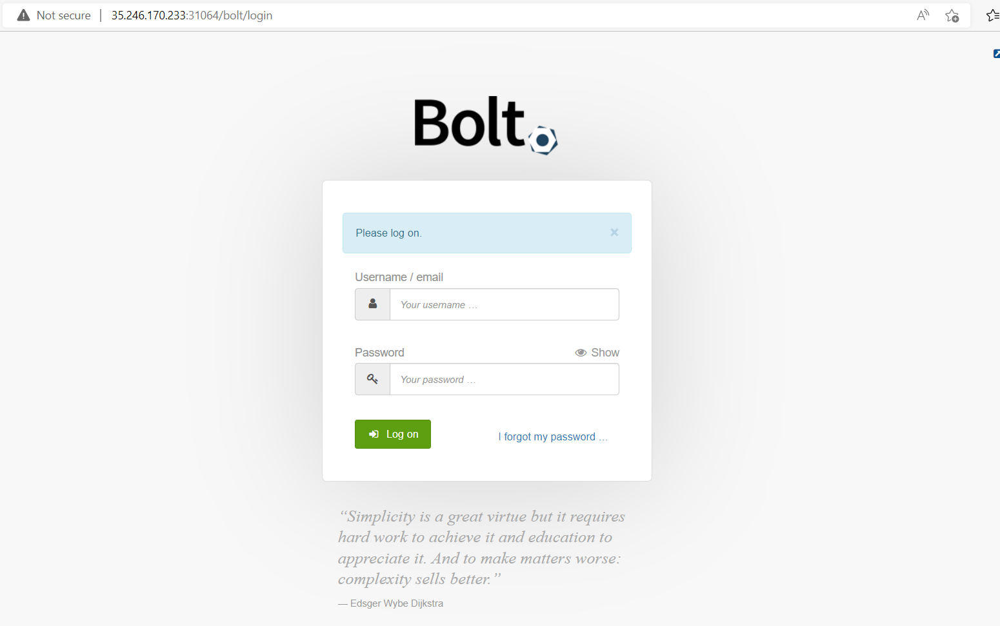 Not secure | 35.246.170.233:31064/bolt/login
Bolt
Please log on. ×
Username / email
Your username …
Password Show
Your password …
Log on I forgot my password …
“Simplicity is a great virtue but it requires
hard work to achieve it and education to
appreciate it. And to make matters worse:
complexity sells better.”
— Edsger Wybe Dijkstra